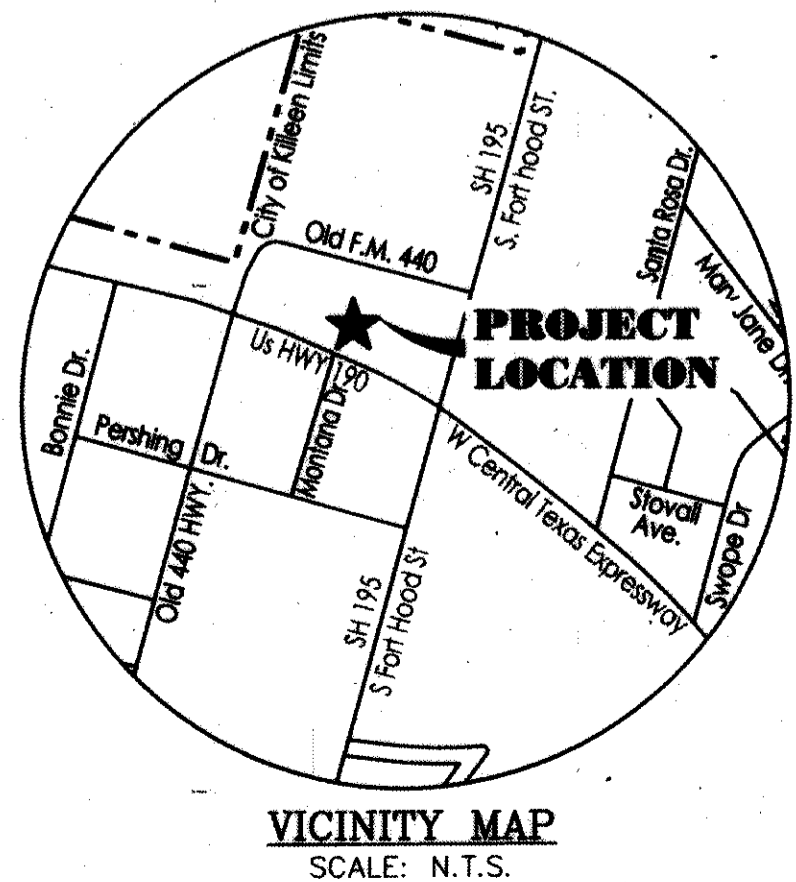 City of Killeen Limits
SH 195
S. Fort hood ST.
Santa Rosa Dr.
Old F.M. 440
Mary Jane Dr.
PROJECT
LOCATION
Us HWY 190
Bonnie Dr.
Montana Dr.
Pershing Dr.
W Central Texas Expressway
Stovall
Ave.
Swope Dr
Old 440 HWY.
SH 195
S Fort Hood St
VICINITY MAP
SCALE: N.T.S.